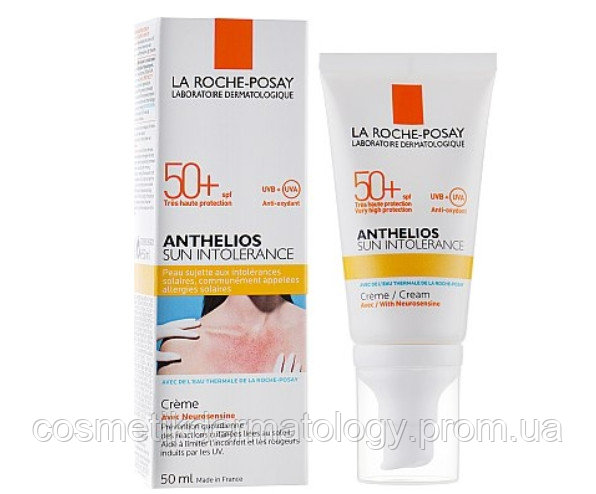 LA ROCHE-POSAY
LABORATOIRE DERMATOLOGIQUE
50+ spf
Très haute protection
UVB + UVA
Anti-oxydant
ANTHELIOS
SUN INTOLERANCE
Peau sujette aux intolérances
solaires, communément appelées
allergies solaires
AVEC DE L'EAU THERMALE DE LA ROCHE-POSAY
Crème
Avec Neurosensine
Prévention quotidienne
des réactions cutanées liées au soleil.
Aide à limiter l'inconfort et les rougeurs
induits par les UV.
50 ml Made in France
LA ROCHE-POSAY
LABORATOIRE DERMATOLOGIQUE
50+ spf
Très haute protection
Very high protection
UVB + UVA
Anti-oxydant
ANTHELIOS
SUN INTOLERANCE
AVEC DE L'EAU THERMALE DE LA ROCHE-POSAY
Crème / Cream
Avec / With Neurosensine
cosmetikdermatology.prom.ua